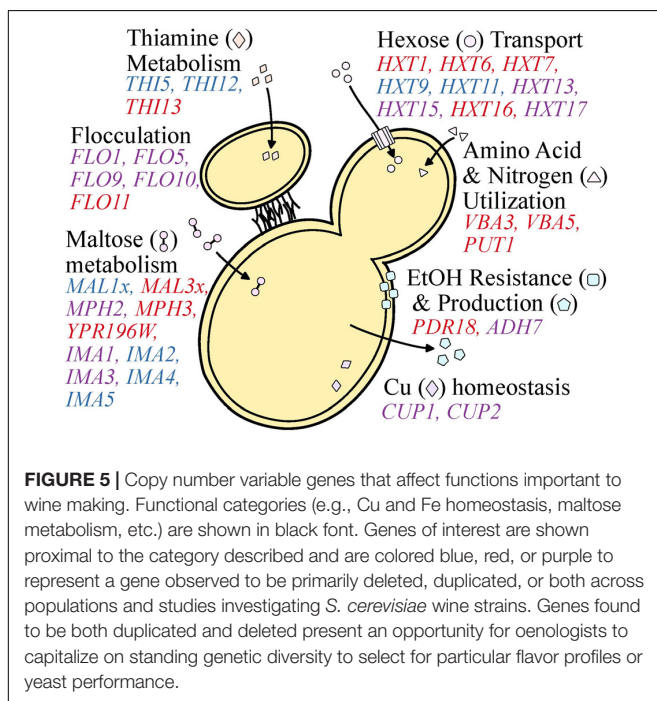 Thiamine (◇)
Metabolism
THI5, THI12,
THI13
Hexose (○) Transport
HXT1, HXT6, HXT7,
HXT9, HXT11, HXT13,
HXT15, HXT16, HXT17
Flocculation
FLO1, FLO5,
FLO9, FLO10,
FLO11
Amino Acid
& Nitrogen (△)
Utilization
VBA3, VBA5,
PUT1
Maltose ( )
metabolism
MAL1x, MAL3x,
MPH2, MPH3,
YPR196W,
IMA1, IMA2,
IMA3, IMA4,
IMA5
EtOH Resistance (□)
& Production (⬠)
PDR18, ADH7
Cu (◇) homeostasis
CUP1, CUP2
FIGURE 5 | Copy number variable genes that affect functions important to
wine making. Functional categories (e.g., Cu and Fe homeostasis, maltose
metabolism, etc.) are shown in black font. Genes of interest are shown
proximal to the category described and are colored blue, red, or purple to
represent a gene observed to be primarily deleted, duplicated, or both across
populations and studies investigating S. cerevisiae wine strains. Genes found
to be both duplicated and deleted present an opportunity for oenologists to
capitalize on standing genetic diversity to select for particular flavor profiles or
yeast performance.